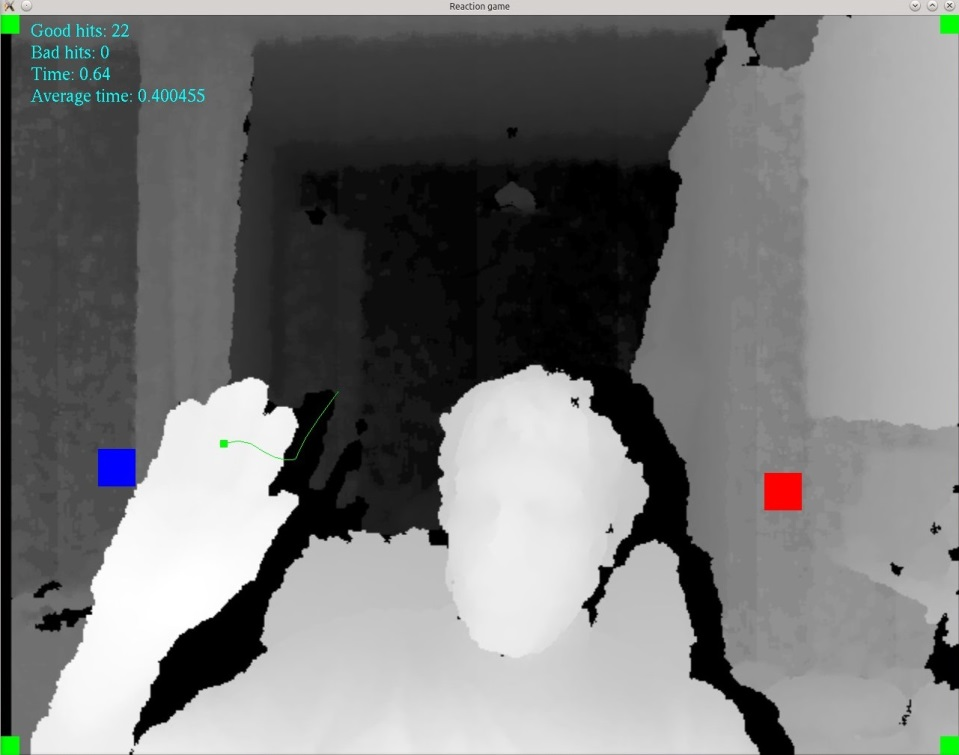 Reaction game
Good hits: 22
Bad hits: 0
Time: 0.64
Average time: 0.400455